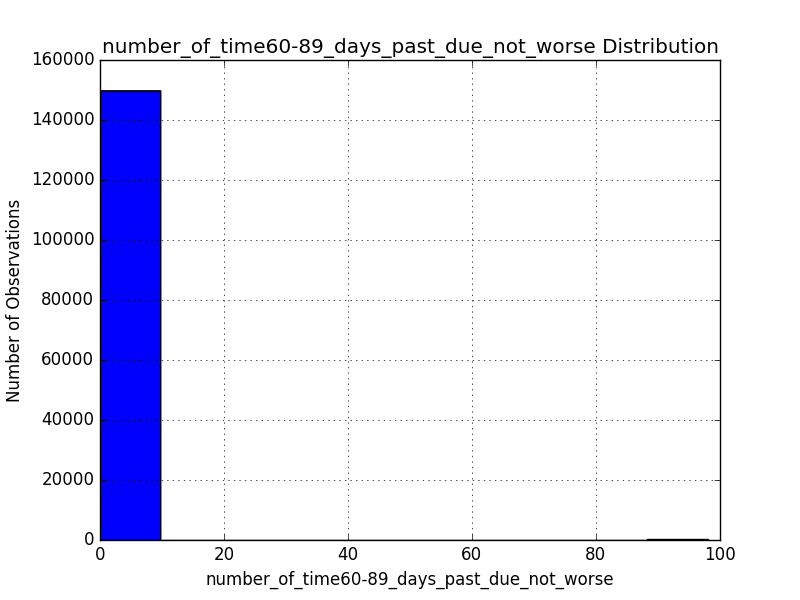 number_of_time60-89_days_past_due_not_worse Distribution
160000
140000
120000
100000
80000
60000
40000
20000
0
Number of Observations
0 20 40 60 80 100
number_of_time60-89_days_past_due_not_worse